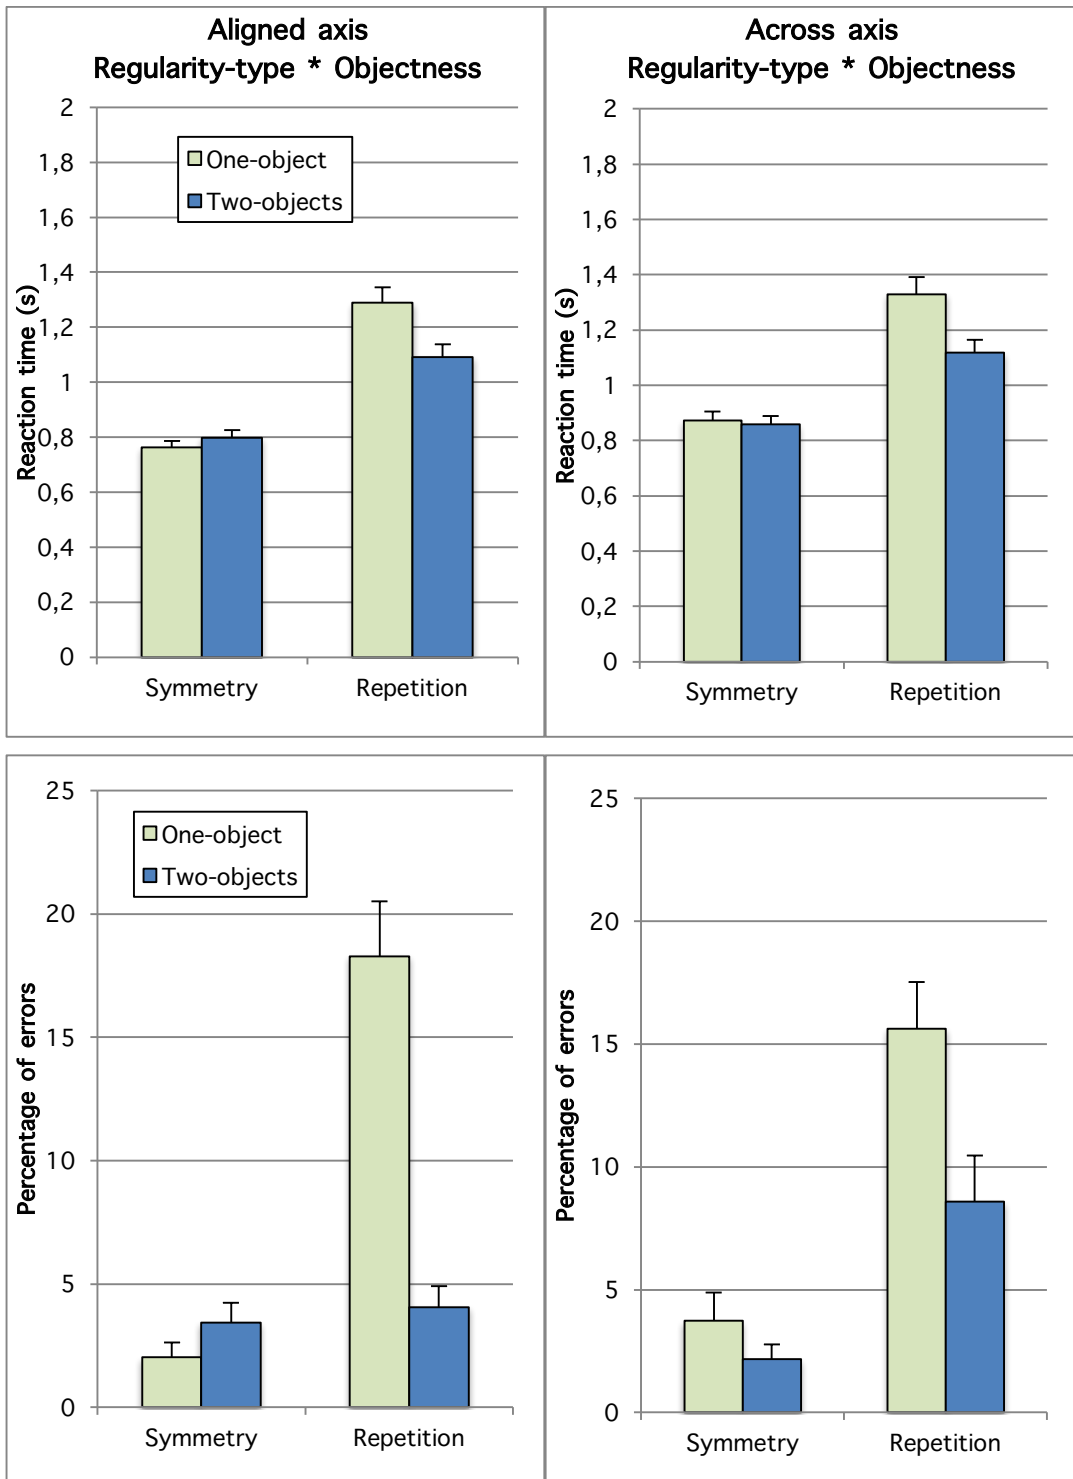 Aligned axis
Regularity-type * Objectness
Reaction time (s)
2
1,8
1,6
1,4
1,2
1
0,8
0,6
0,4
0,2
0
One-object
Two-objects
Symmetry
Repetition
Across axis
Regularity-type * Objectness
Reaction time (s)
2
1,8
1,6
1,4
1,2
1
0,8
0,6
0,4
0,2
0
Symmetry
Repetition
Percentage of errors
25
20
15
10
5
0
One-object
Two-objects
Symmetry
Repetition
Percentage of errors
25
20
15
10
5
0
Symmetry
Repetition